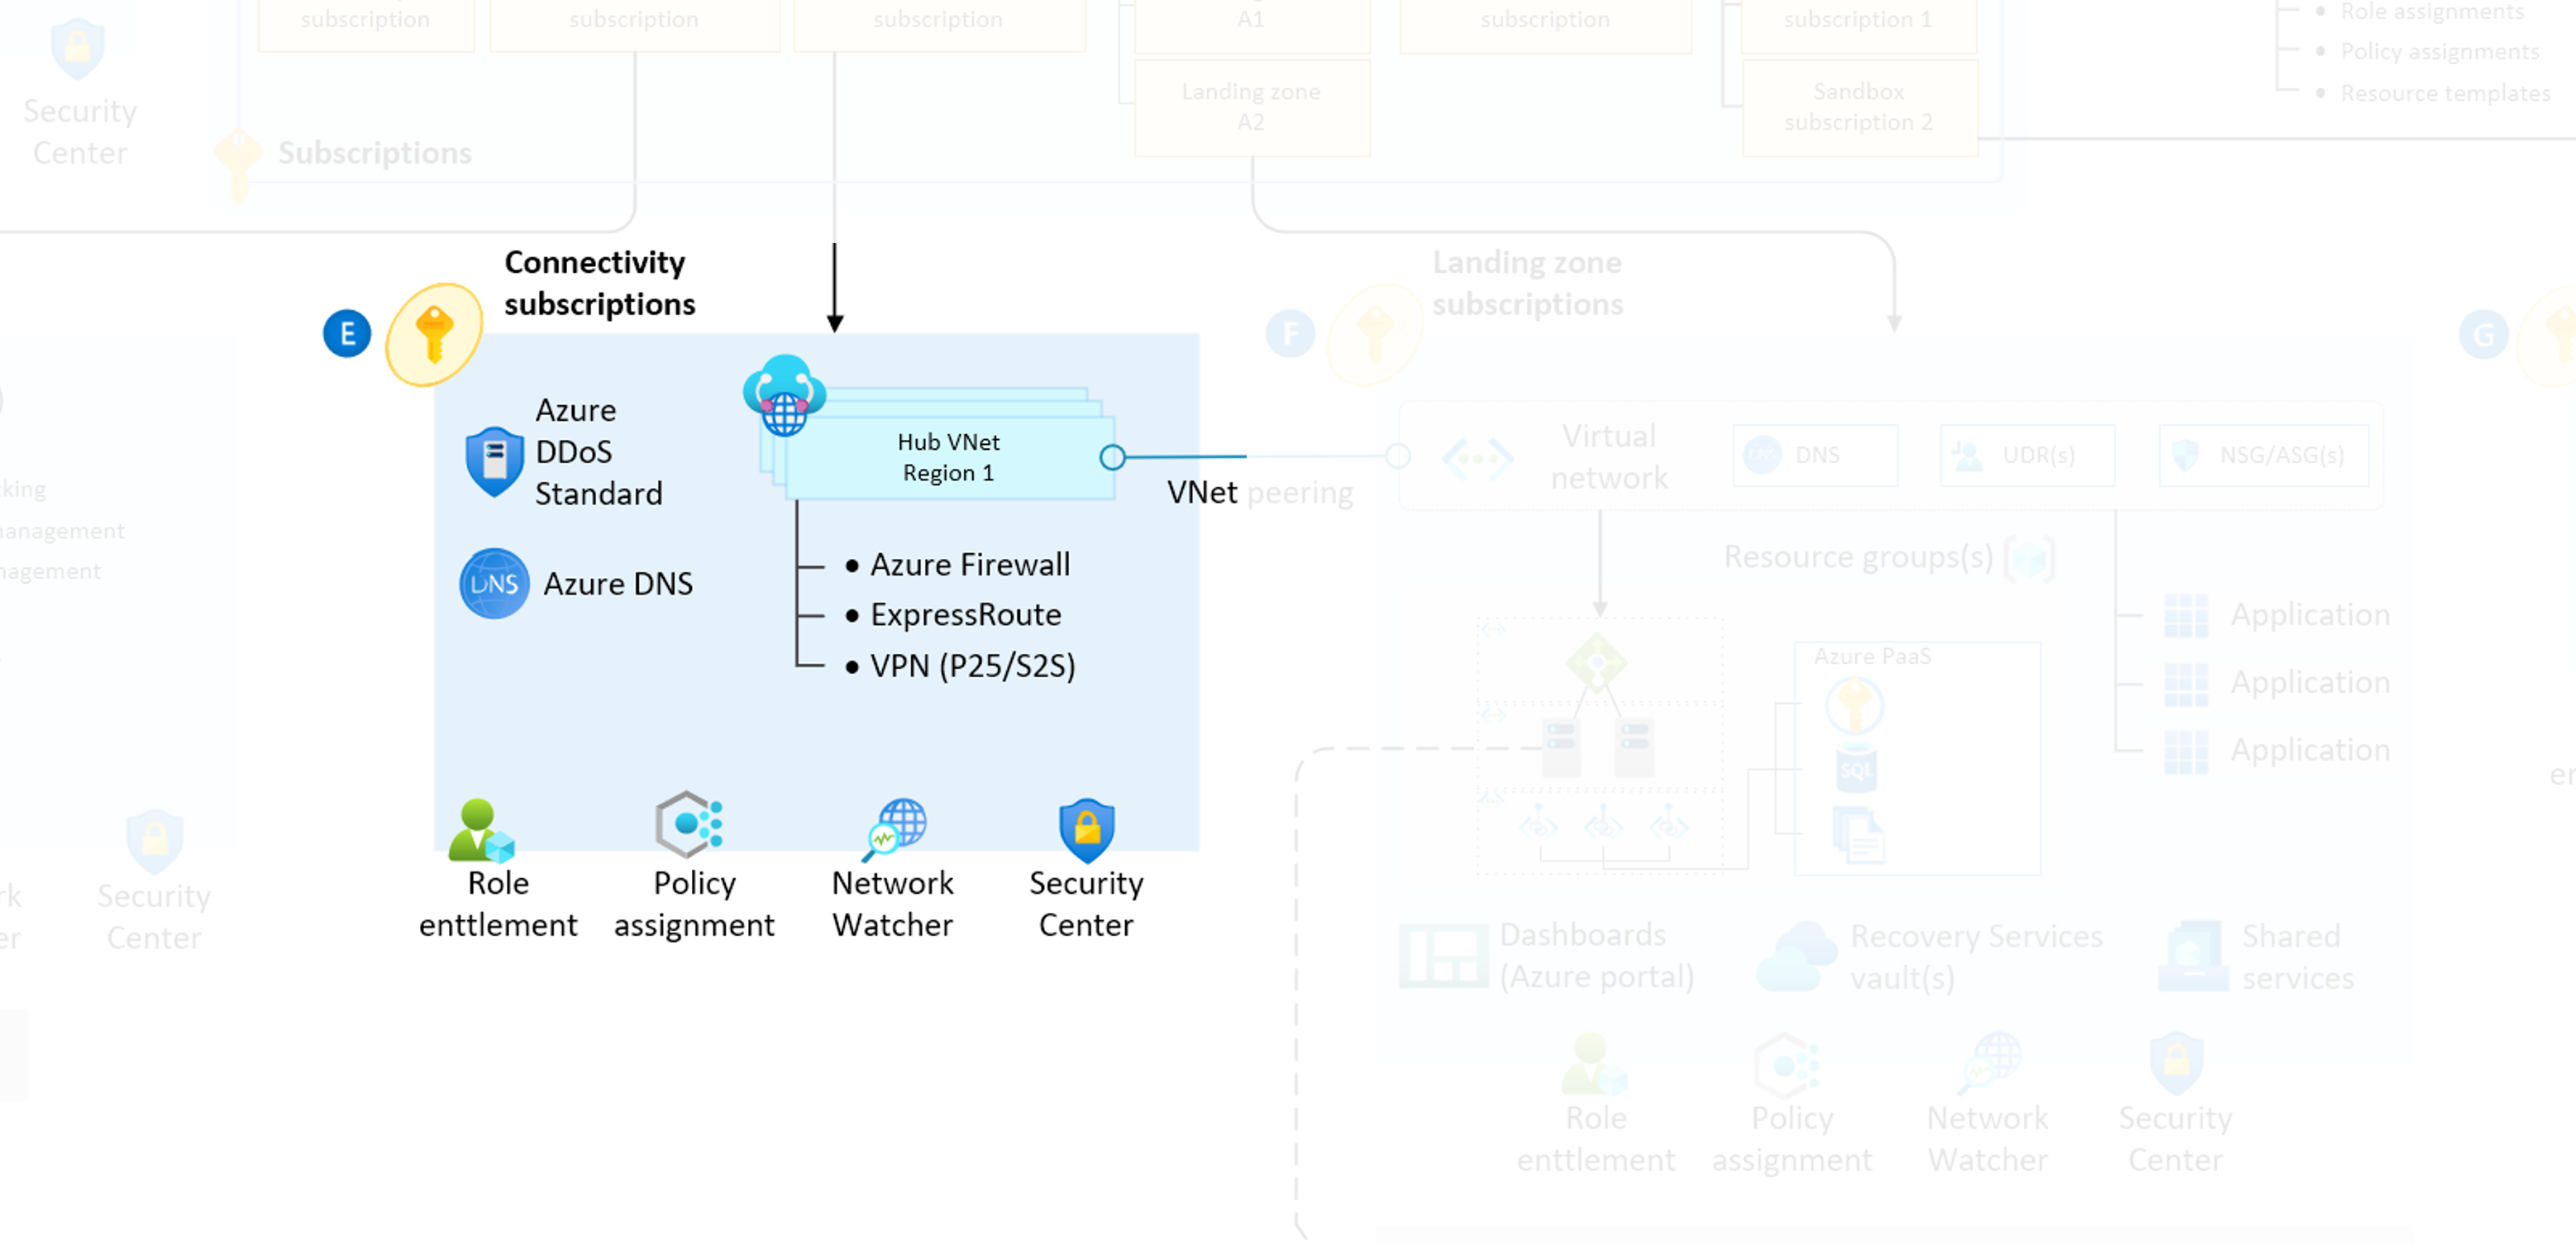 subscription
subscription
subscription
A1
subscription
subscription 1
Role assignments
Policy assignments
Resource templates
Landing zone
A2
Sandbox
subscription 2
Security
Center
Subscriptions
Connectivity
subscriptions
E
Azure
DDoS
Standard
DNS
Azure DNS
Hub VNet
Region 1
Azure Firewall
ExpressRoute
VPN (P25/S2S)
VNet peering
Role
enttlement
Policy
assignment
Network
Watcher
Security
Center
Security
Center
Landing zone
subscriptions
F
G
Virtual
network
DNS
DNS
UDR(s)
NSG/ASG(s)
Resource groups(s)
Application
Application
Application
Azure PaaS
SQL
Dashboards
(Azure portal)
Recovery Services
vault(s)
Shared
services
Role
enttlement
Policy
assignment
Network
Watcher
Security
Center